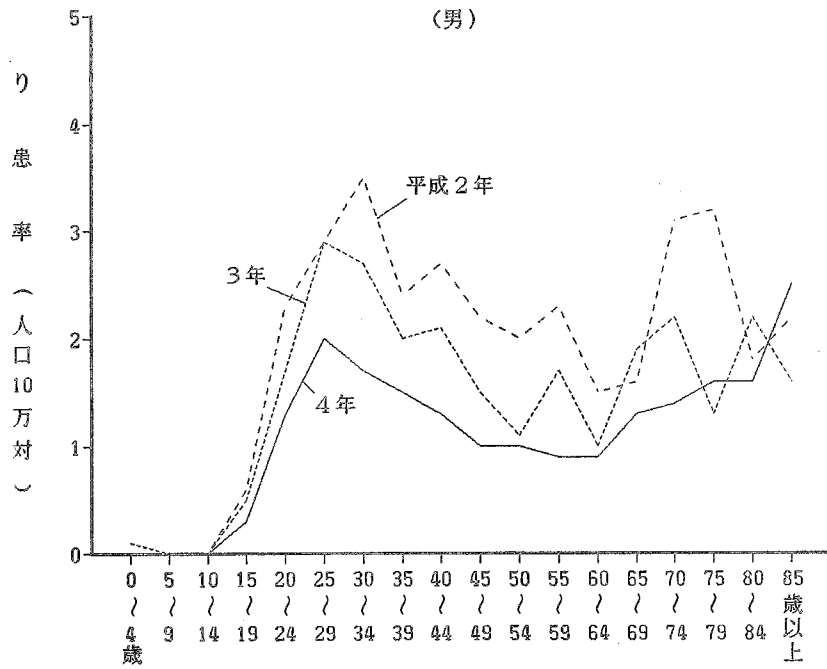 (男)
り患率(人口10万対)
5
4
3
2
1
0
平成2年
3年
4年
0 5 10 15 20 25 30 35 40 45 50 55 60 65 70 75 80 85
〜 〜 〜 〜 〜 〜 〜 〜 〜 〜 〜 〜 〜 〜 〜 〜 〜 歳以上
4歳 9 14 19 24 29 34 39 44 49 54 59 64 69 74 79 84